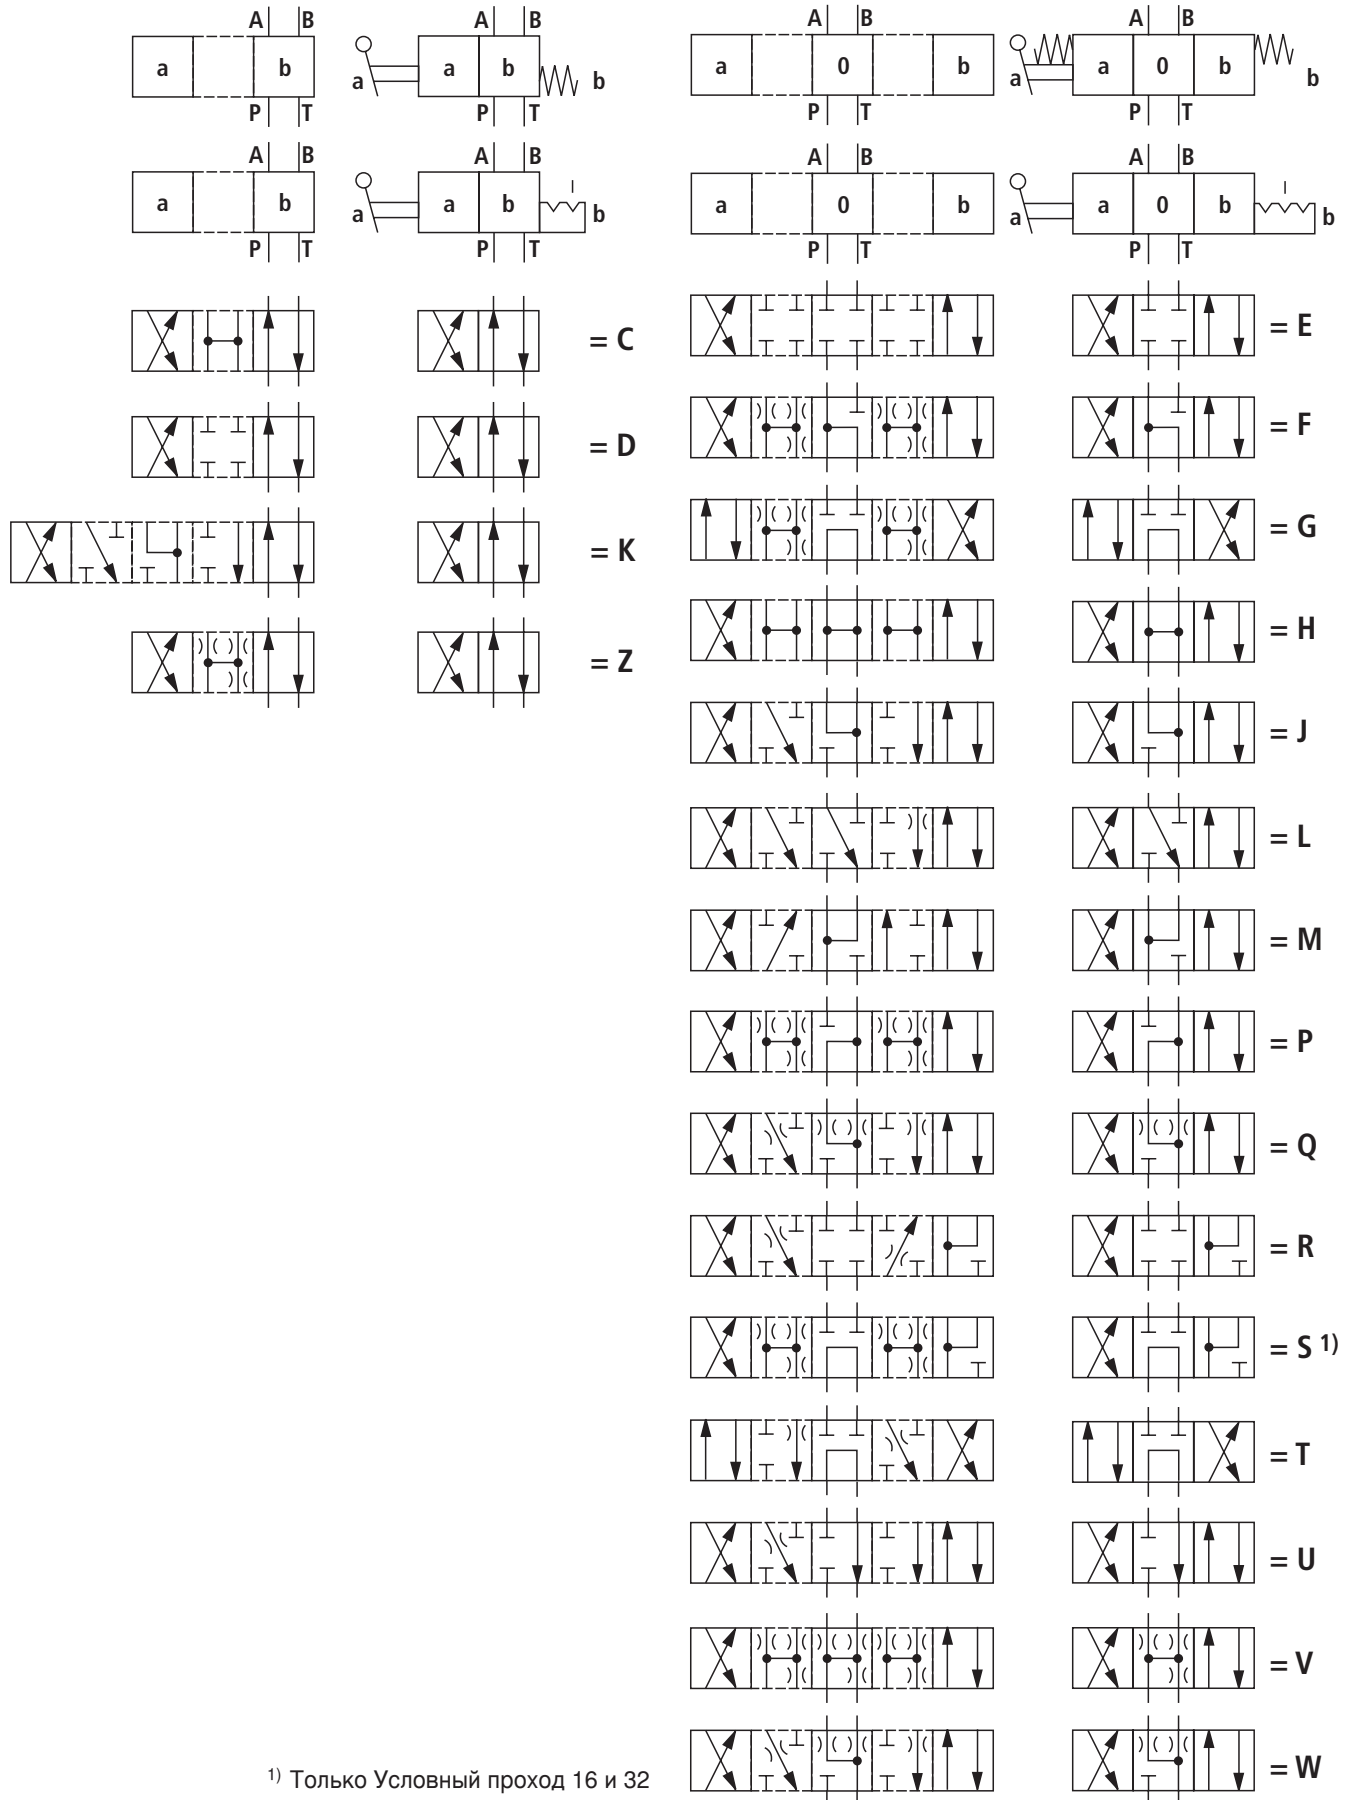 A B A B A B A B
a b a b b a 0 b a a 0 b b
P T P T P T P T
A B A B A B A B
a b a a b b a 0 b a a 0 b b
P T P T P T P T
= C
= D
= K
= Z
= E
= F
= G
= H
= J
= L
= M
= P
= Q
= R
= S 1)
= T
= U
= V
= W
1) Только Условный проход 16 и 32